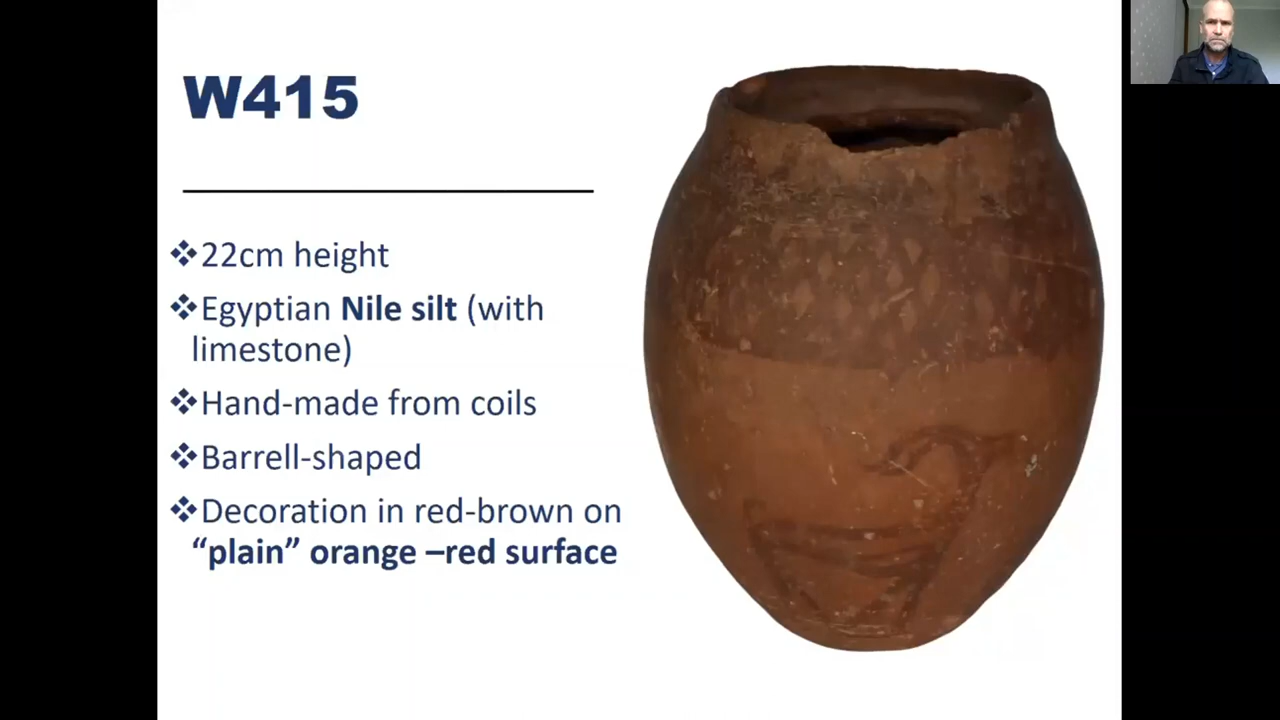 W415
❖22cm height
❖Egyptian Nile silt (with
limestone)
❖Hand-made from coils
❖Barrell-shaped
❖Decoration in red-brown on
“plain” orange –red surface